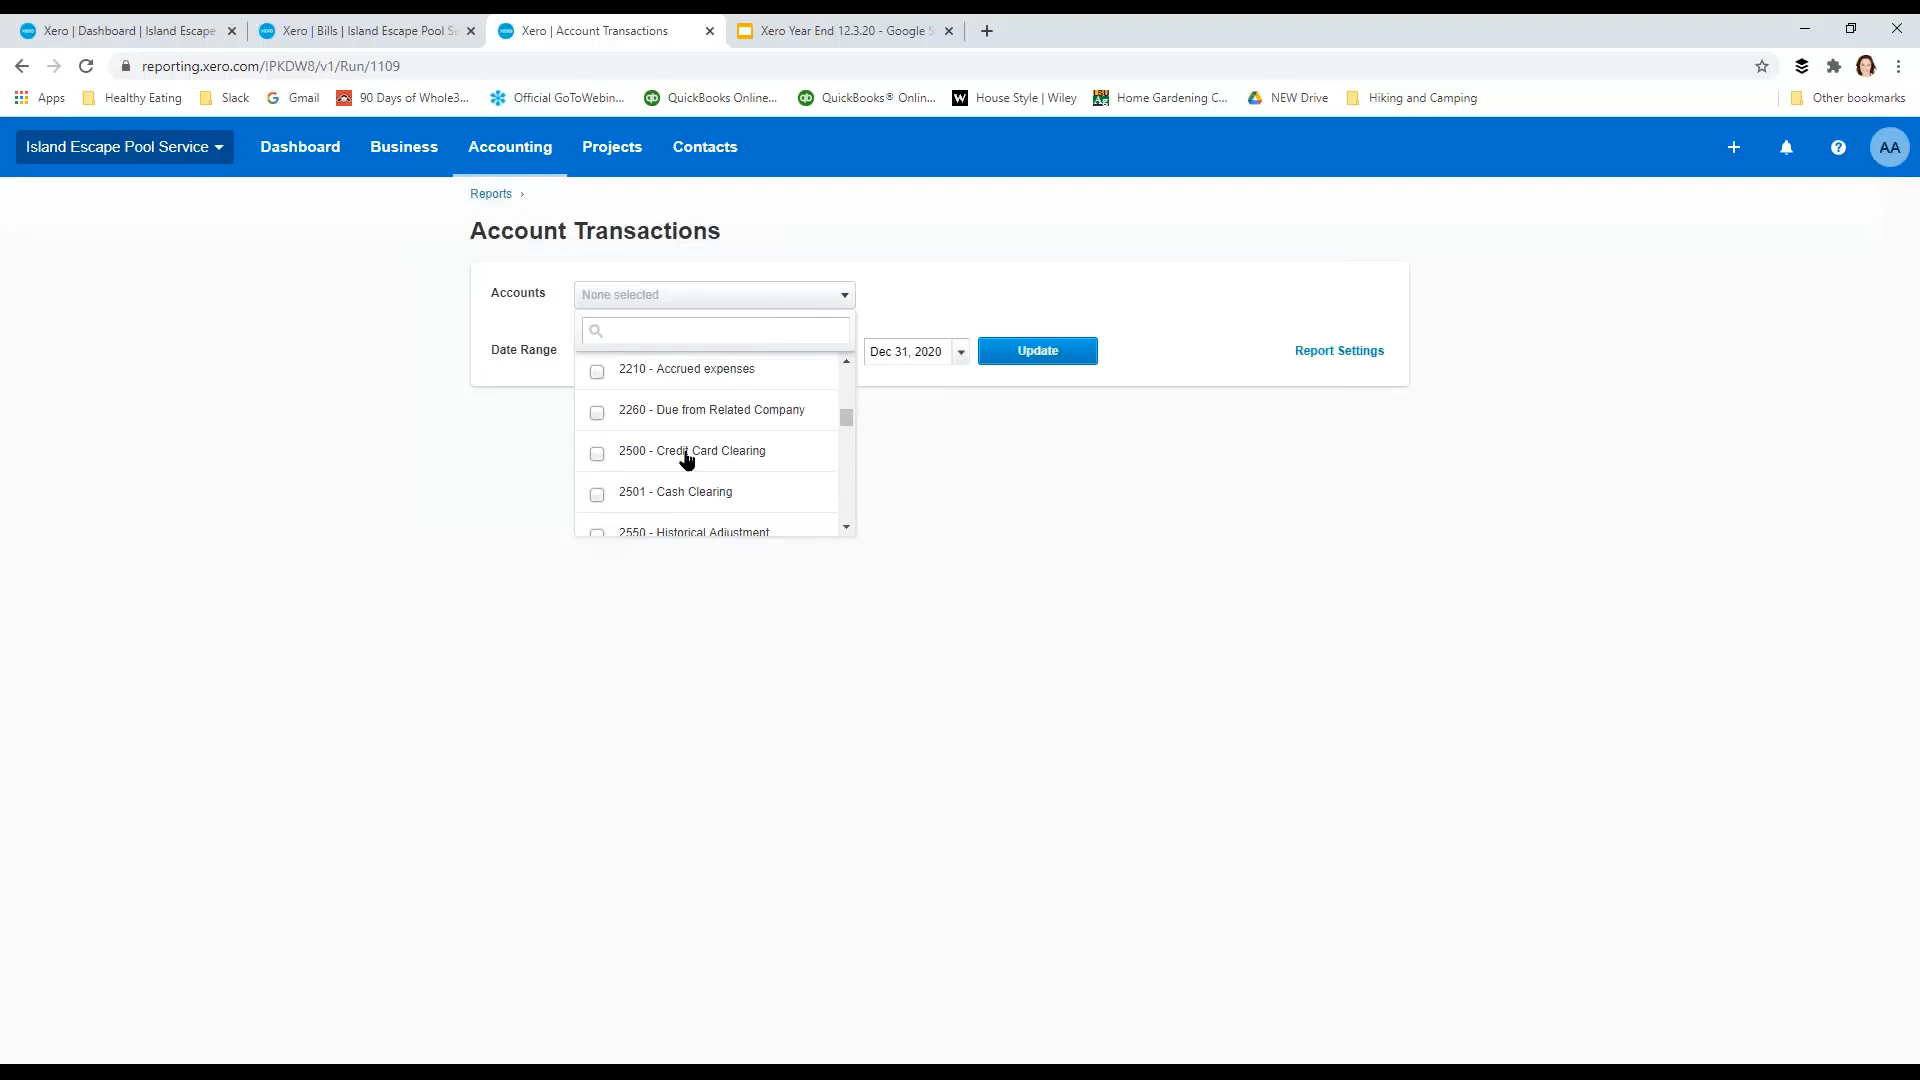 Xero | Dashboard | Island Escape
Xero | Bills | Island Escape Pool S
Xero | Account Transactions
Xero Year End 12.3.20 - Google S
reporting.xero.com/!PKDW8/v1/Run/1109
Apps
Healthy Eating
Slack
Gmail
90 Days of Whole3...
Official GoToWebin...
QuickBooks Online...
QuickBooks® Onlin...
House Style | Wiley
Home Gardening C...
NEW Drive
Hiking and Camping
Other bookmarks
Island Escape Pool Service
Dashboard
Business
Accounting
Projects
Contacts
AA
Reports
Account Transactions
Accounts
None selected
Date Range
Dec 31, 2020
Update
Report Settings
2210 - Accrued expenses
2260 - Due from Related Company
2500 - Credit Card Clearing
2501 - Cash Clearing
2550 - Historical Adjustment